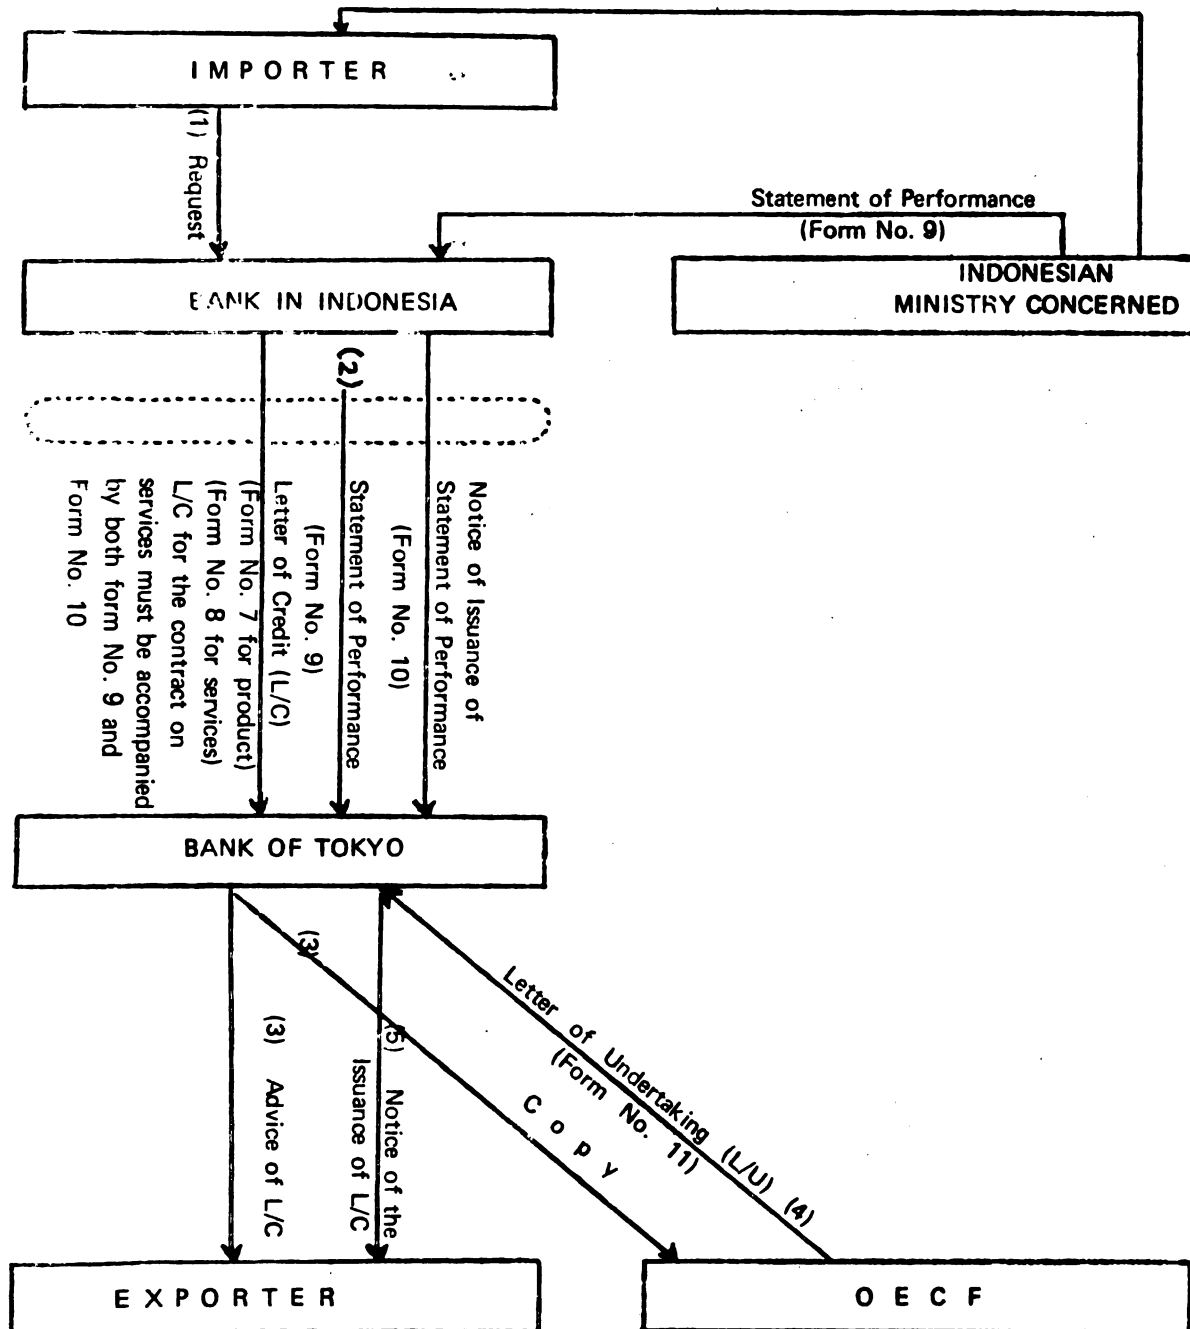 IMPORTER
(1) Request
Statement of Performance
(Form No. 9)
INDONESIAN
MINISTRY CONCERNED
BANK IN INDONESIA
(2)
Notice of Issuance of
Statement of Performance
(Form No. 10)
Statement of Performance
(Form No. 9)
Letter of Credit (L/C)
(Form No. 7 for product)
(Form No. 8 for services)
L/C for the contract on
services must be accompanied
by both form No. 9 and
Form No. 10
BANK OF TOKYO
(3)
(3) Advice of L/C
(5) Notice of the
Issuance of L/C
Copy
Letter of Undertaking (L/U) (4)
(Form No. 11)
EXPORTER
OECF